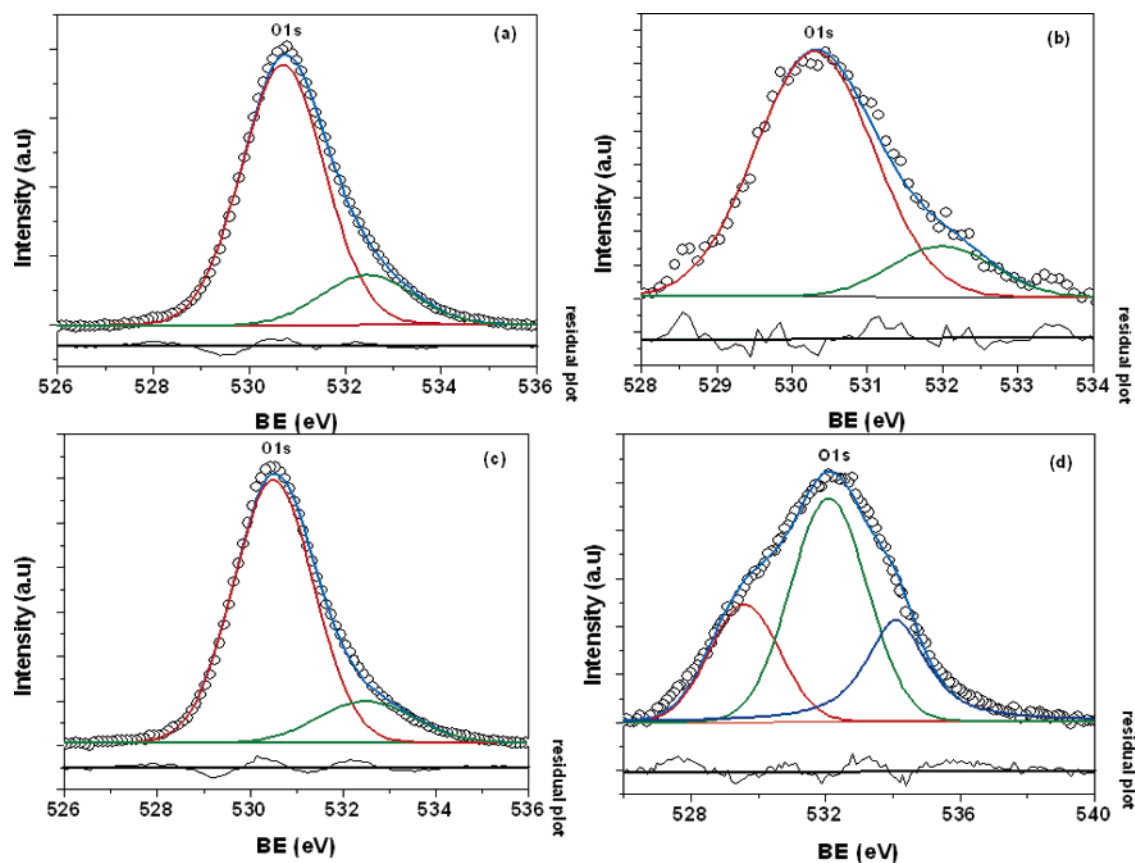 O1s
(a)
Intensity (a.u)
residual plot
526 528 530 532 534 536
BE (eV)
O1s
(b)
Intensity (a.u)
residual plot
528 529 530 531 532 533 534
BE (eV)
O1s
(c)
Intensity (a.u)
residual plot
526 528 530 532 534 536
BE (eV)
O1s
(d)
Intensity (a.u)
residual plot
528 532 536 540
BE (eV)